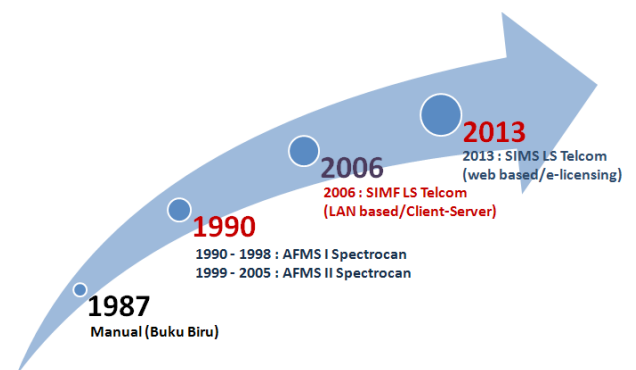 2013
2013 : SIMS LS Telcom
(web based/e-licensing)
2006
2006 : SIMF LS Telcom
(LAN based/Client-Server)
1990
1990 - 1998 : AFMS I Spectrocan
1999 - 2005 : AFMS II Spectrocan
1987
Manual (Buku Biru)